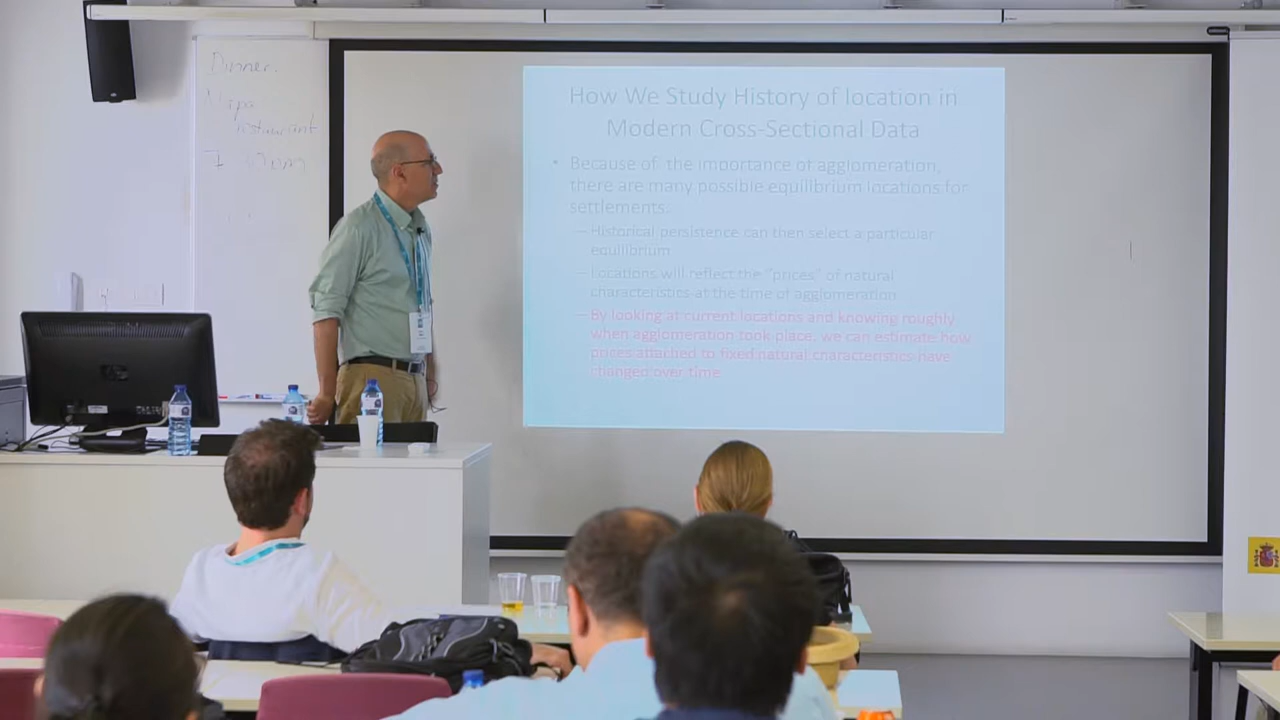 Dinner
restaurant
7
How We Study History of location in
Modern Cross-Sectional Data
• Because of the importance of agglomeration,
there are many possible equilibrium locations for
settlements:
– Historical persistence can then select a particular
equilibrium
– Locations will reflect the "prices" of natural
characteristics at the time of agglomeration
– By looking at current locations and knowing roughly
when agglomeration took place, we can estimate how
prices attached to fixed natural characteristics have
changed over time